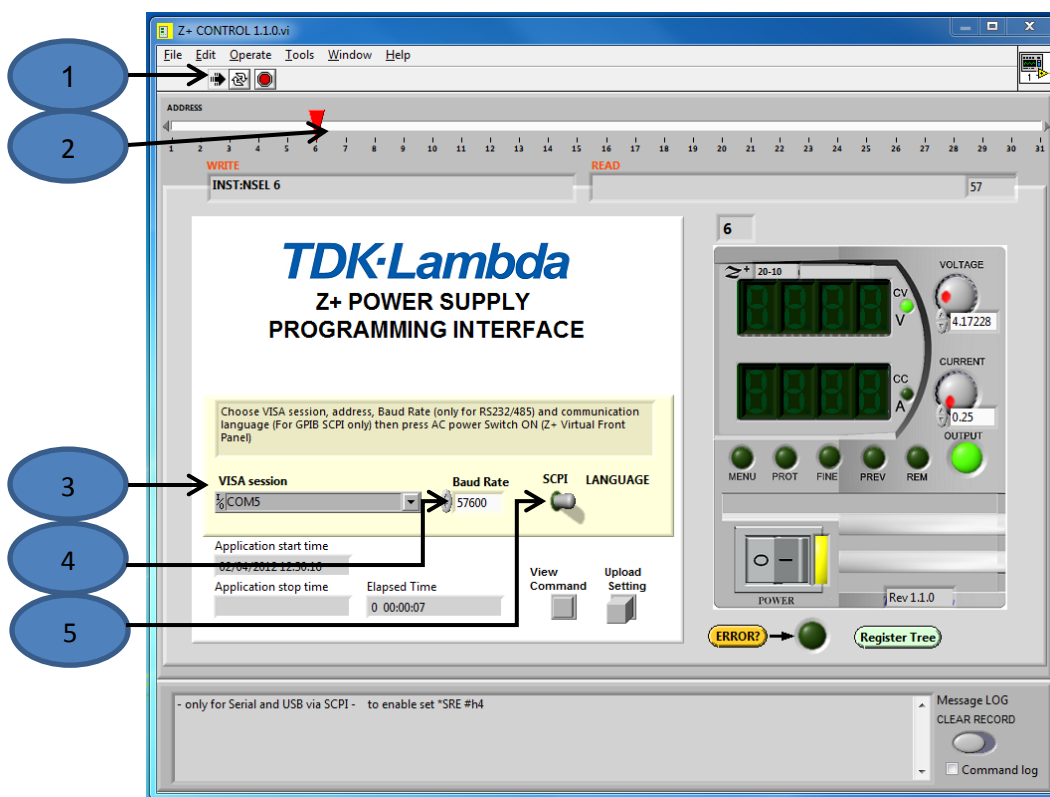 Z+ CONTROL 1.1.0.vi
File Edit Operate Tools Window Help
1
1
ADDRESS
2
1 2 3 4 5 6 7 8 9 10 11 12 13 14 15 16 17 18 19 20 21 22 23 24 25 26 27 28 29 30 31
WRITE
READ
INST:NSEL 6
57
6
TDK·Lambda
Z+ POWER SUPPLY
PROGRAMMING INTERFACE
Z+ 20-10
CV
V
VOLTAGE
4.17228
CC
A
CURRENT
0.25
OUTPUT
MENU PROT FINE PREV REM
Choose VISA session, address, Baud Rate (only for RS232/485) and communication
language (For GPIB SCPI only) then press AC power Switch ON (Z+ Virtual Front
Panel)
3
VISA session
Baud Rate
SCPI LANGUAGE
COM5
57600
4
Application start time
02/04/2012 12:50:16
Application stop time
Elapsed Time
0 00:00:07
View
Command
Upload
Setting
5
O
POWER
Rev 1.1.0
ERROR?
Register Tree
- only for Serial and USB via SCPI - to enable set *SRE #h4
Message LOG
CLEAR RECORD
Command log